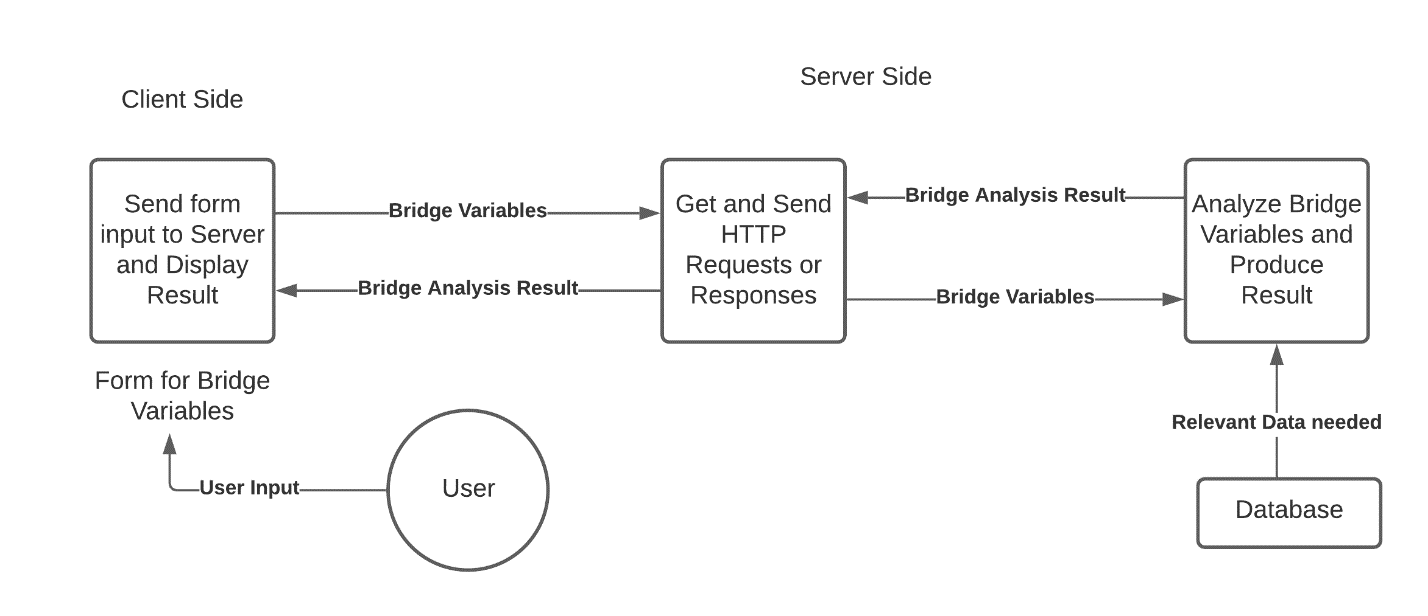 Server Side
Client Side
Send form
input to Server
and Display
Result
Bridge Variables
Bridge Analysis Result
Get and Send
HTTP
Requests or
Responses
Bridge Analysis Result
Bridge Variables
Analyze Bridge
Variables and
Produce
Result
Form for Bridge
Variables
User Input
User
Relevant Data needed
Database